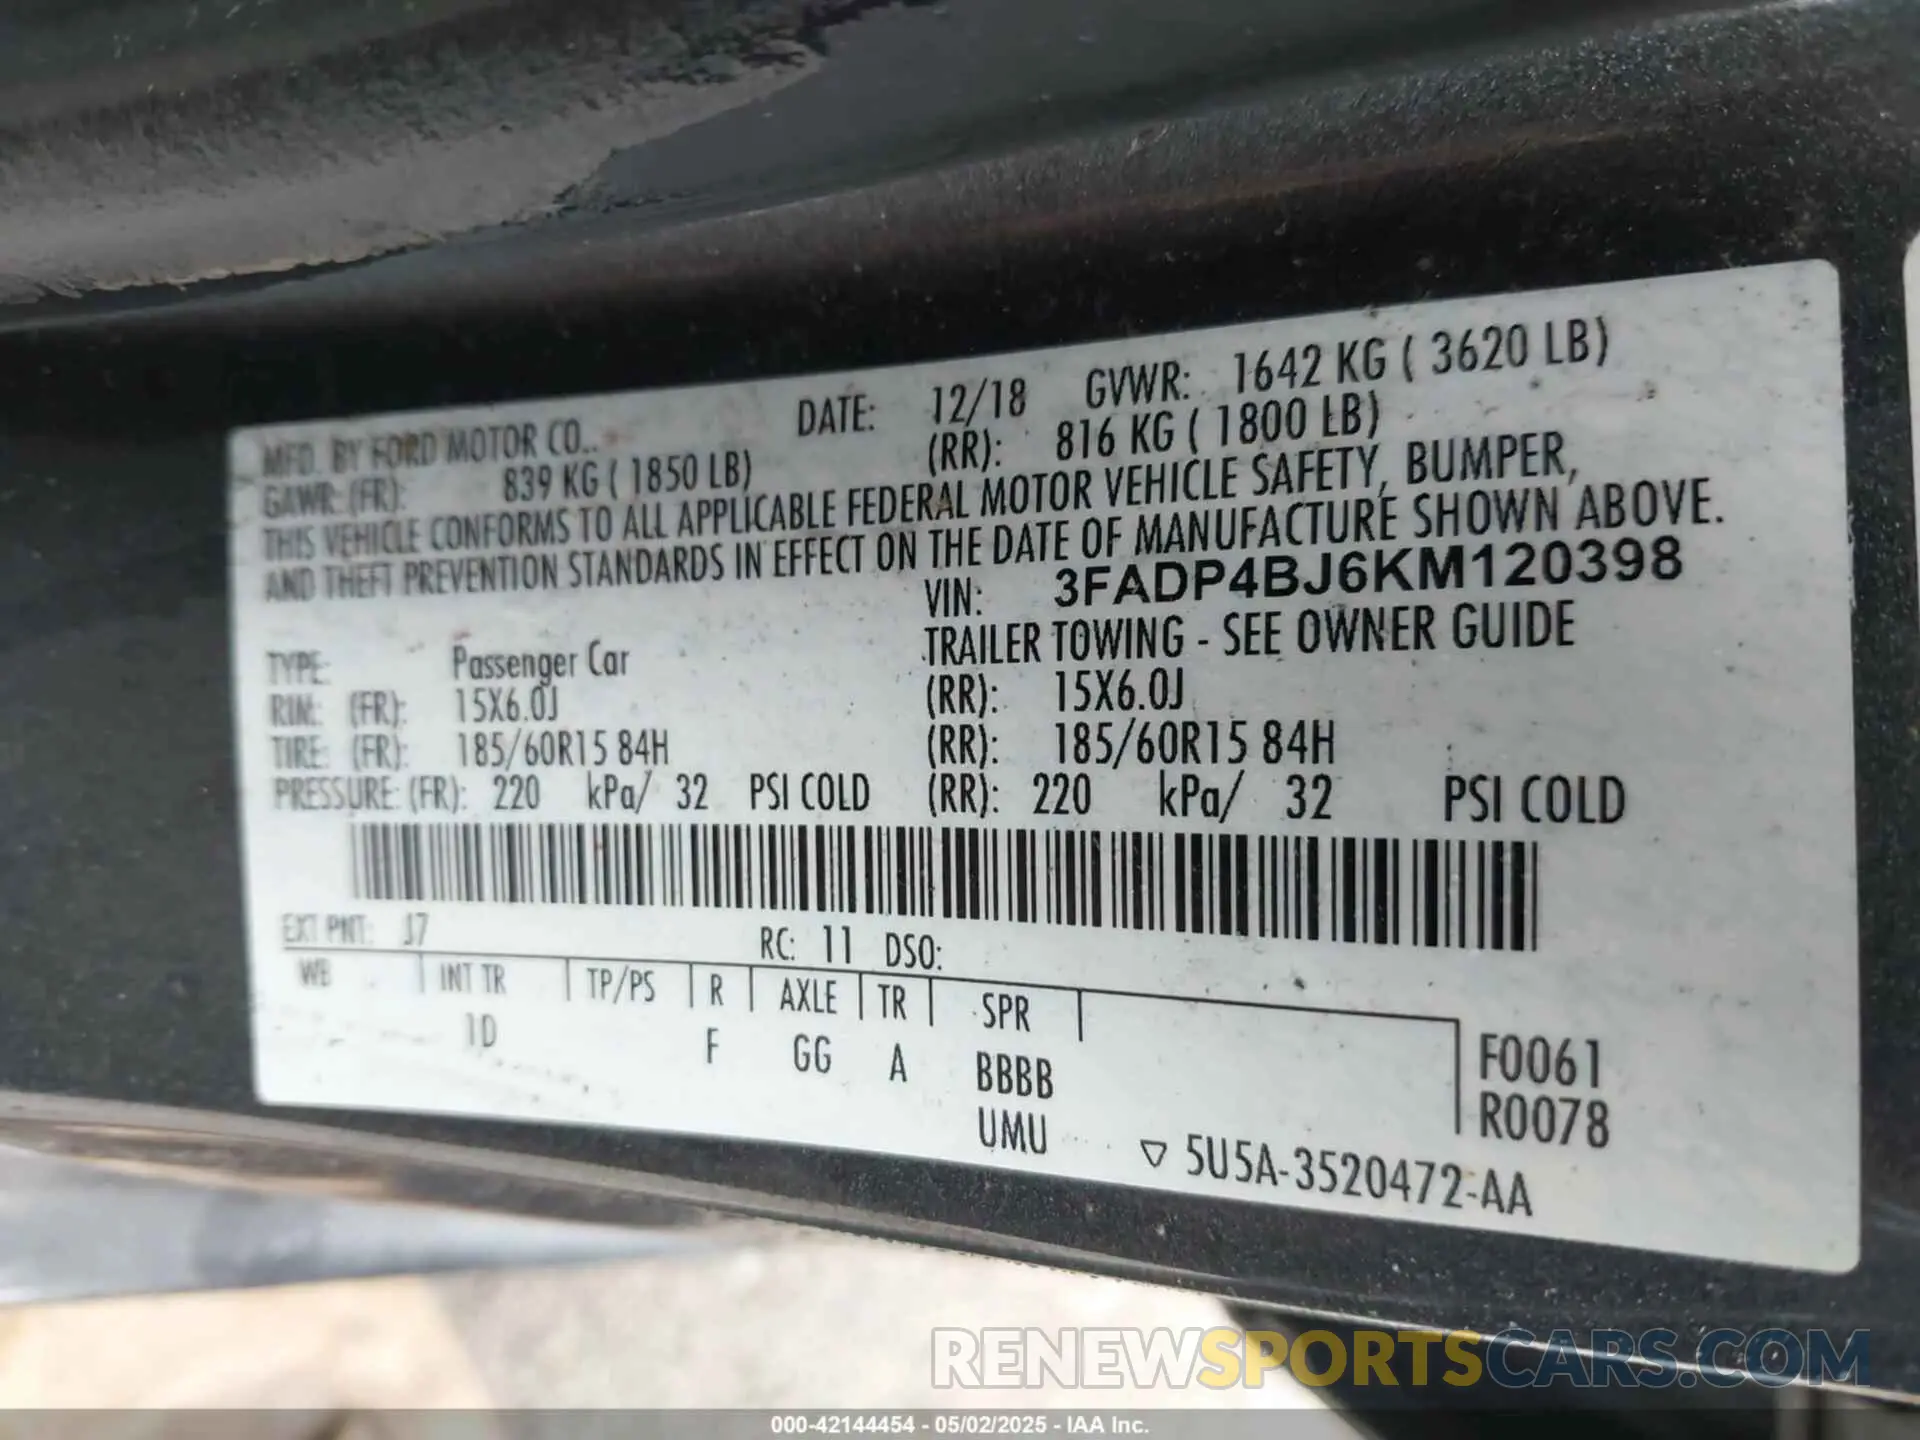 MFD. BY FORD MOTOR CO.. DATE: 12/18 GVWR: 1642 KG ( 3620 LB)
GAWR: (FR): 839 KG ( 1850 LB) (RR): 816 KG ( 1800 LB)
THIS VEHICLE CONFORMS TO ALL APPLICABLE FEDERAL MOTOR VEHICLE SAFETY, BUMPER,
AND THEFT PREVENTION STANDARDS IN EFFECT ON THE DATE OF MANUFACTURE SHOWN ABOVE.
VIN: 3FADP4BJ6KM120398
TYPE: Passenger Car TRAILER TOWING - SEE OWNER GUIDE
RIM: (FR): 15X6.0J (RR): 15X6.0J
TIRE: (FR): 185/60R15 84H (RR): 185/60R15 84H
PRESSURE: (FR): 220 kPa/ 32 PSI COLD (RR): 220 kPa/ 32 PSI COLD
EXT PNT: J7 RC: 11 DSO:
WB INT TR TP/PS R AXLE TR SPR
1D F GG A BBBB F0061
UMU R0078
▽ 5U5A-3520472-AA
RENEWSPORTSCARS.COM
000-42144454 - 05/02/2025 - IAA Inc.